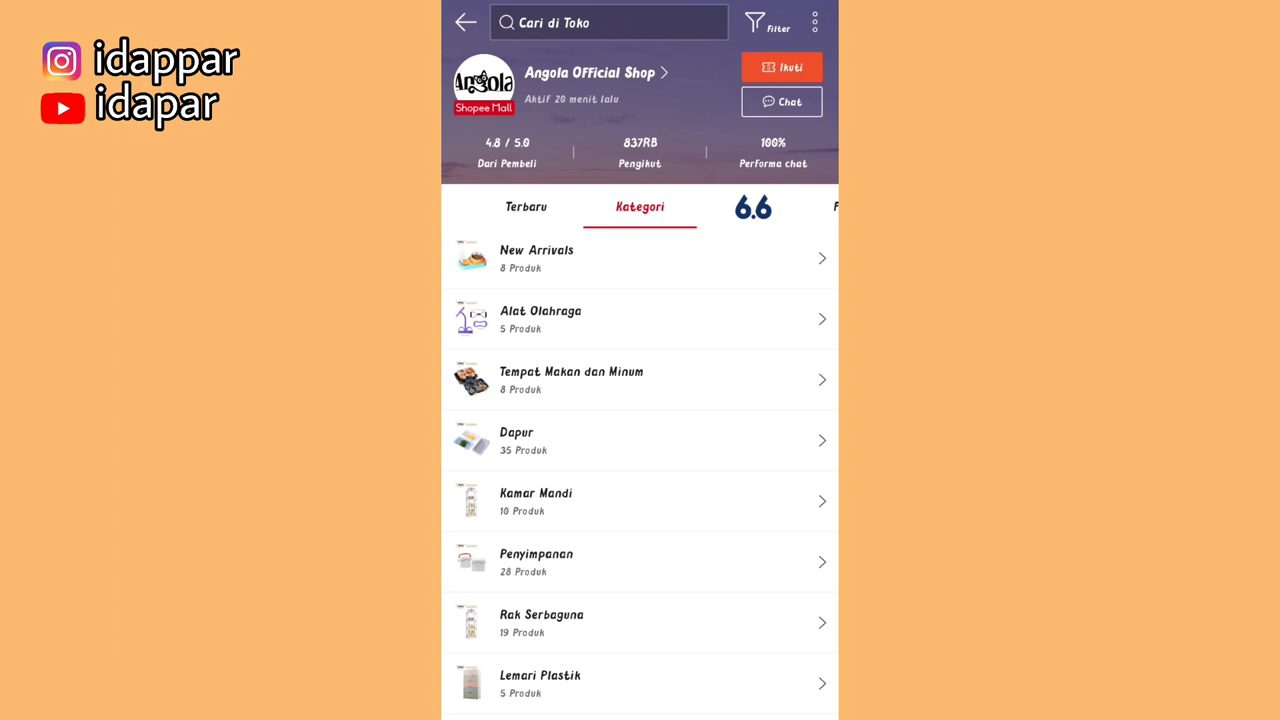 idappar
idapar
Cari di Toko
Filter
Angola
Shopee Mall
Angola OFFicial Shop
Aktif 20 menit lalu
Ikuti
Chat
4.8 / 5.0
Dari Pembeli
837RB
Pengikut
100%
Performa chat
Terbaru
Kategori
6.6
F
New Arrivals
8 Produk
Alat Olahraga
5 Produk
Tempat Makan dan Minum
8 Produk
Dapur
35 Produk
Kamar Mandi
10 Produk
Penyimpanan
28 Produk
Rak Serbaguna
19 Produk
Lemari Plastik
5 Produk